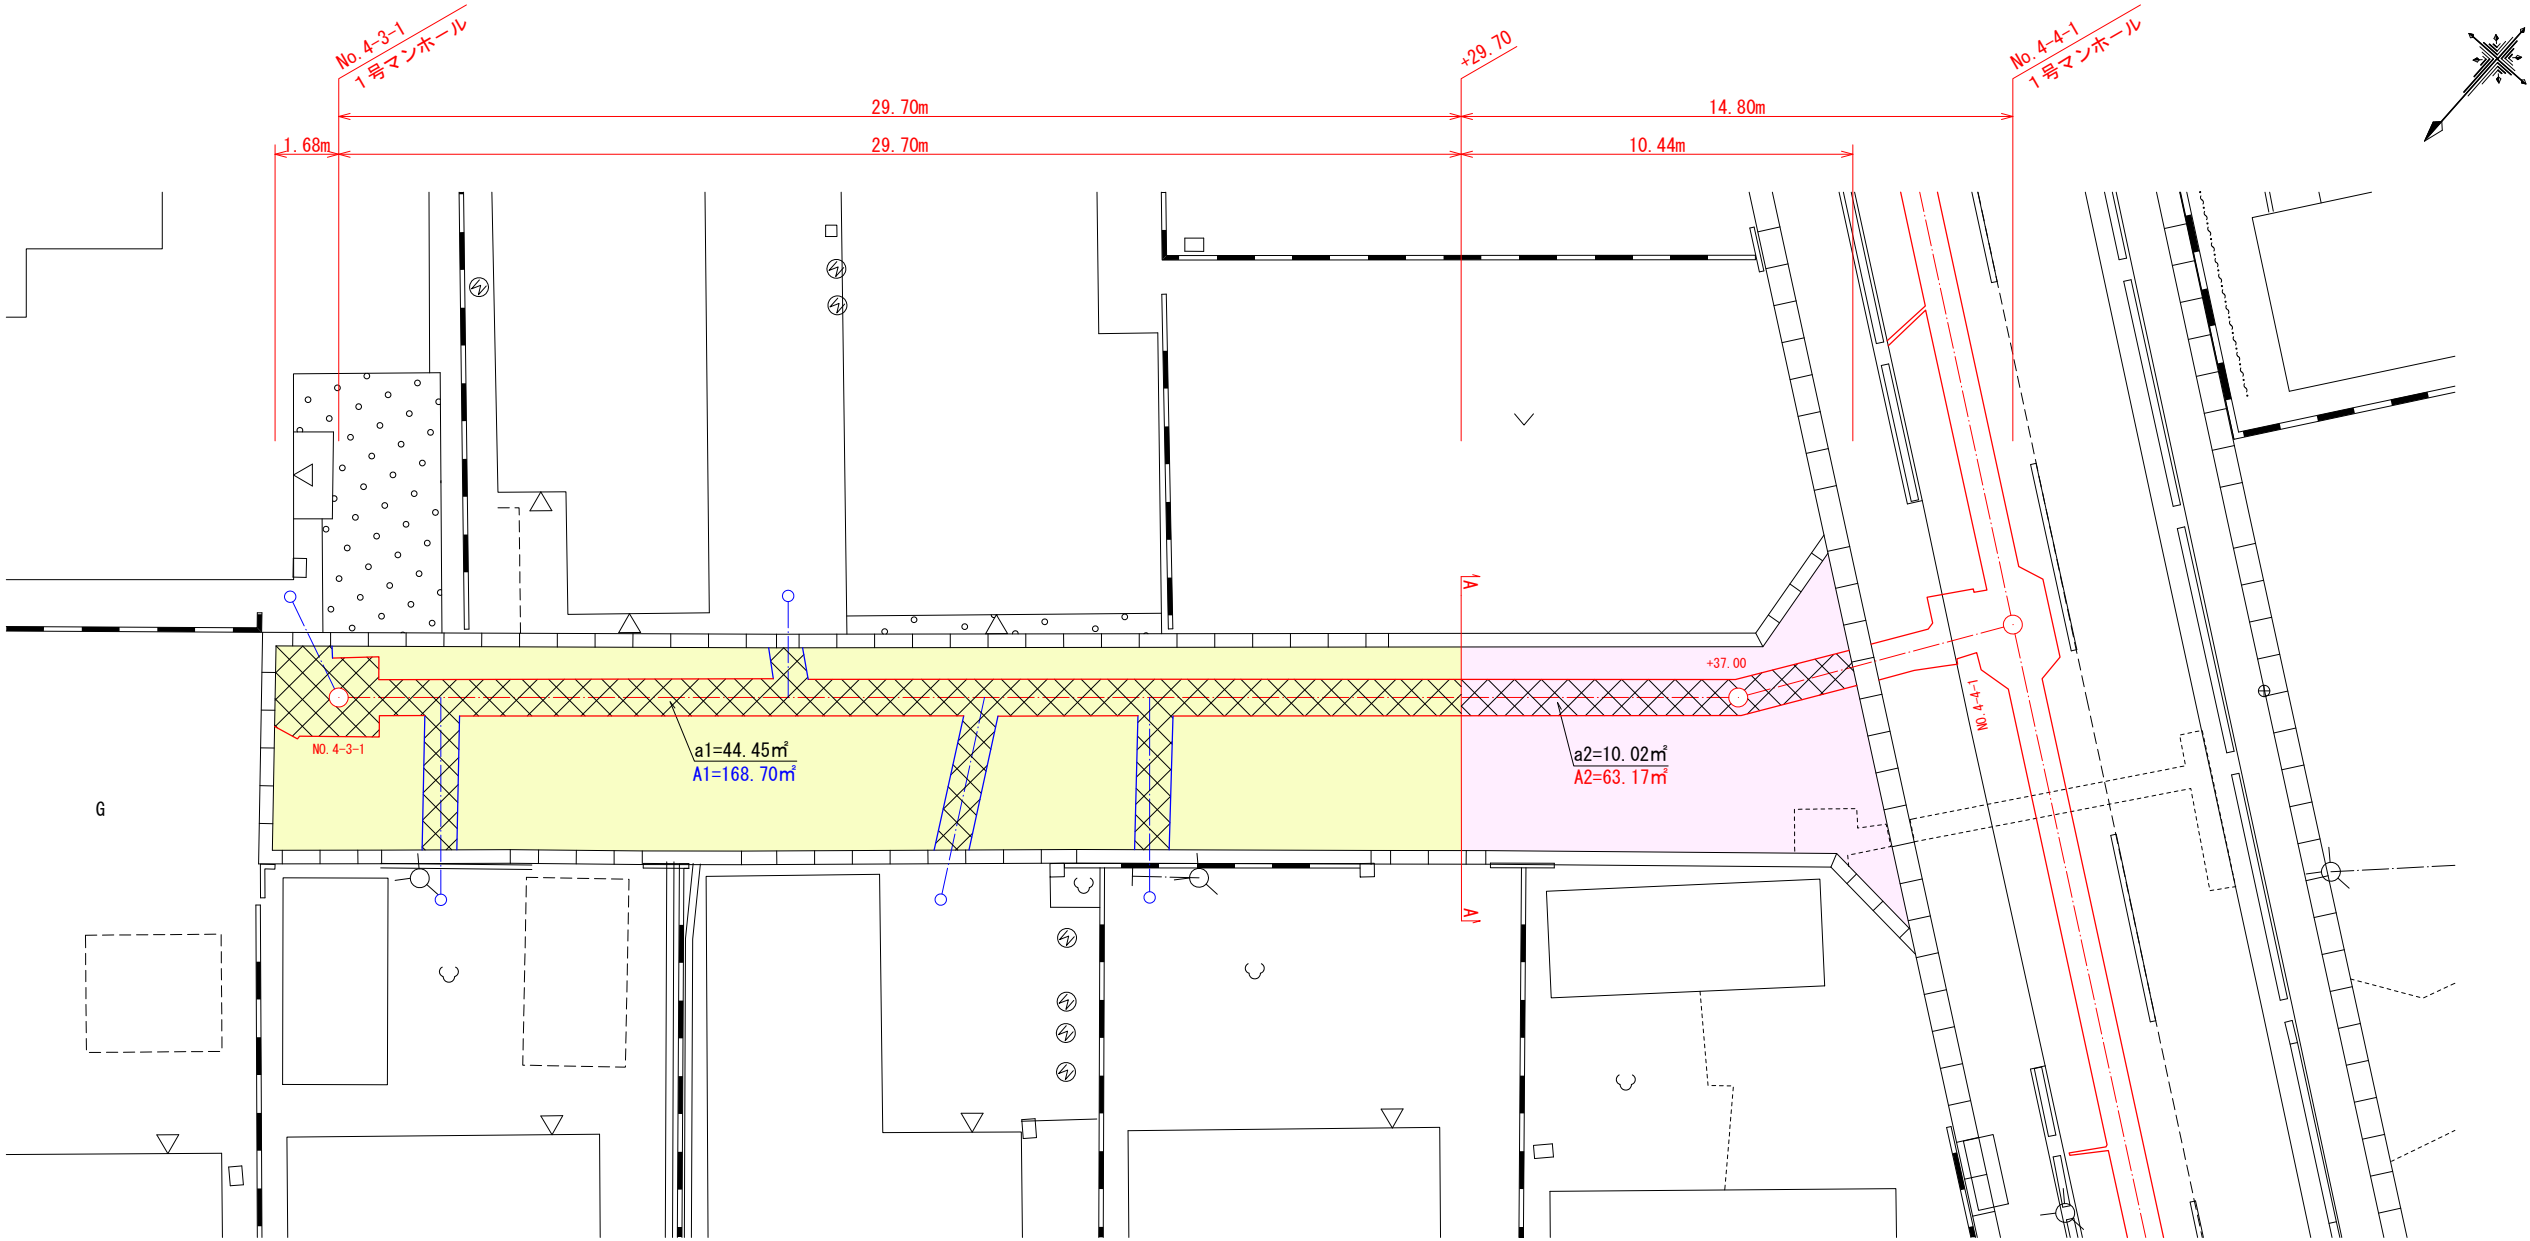 No.4-3-1
1号マンホール
+29.70
No.4-4-1
1号マンホール
29.70m
14.80m
1.68m
29.70m
10.44m
A
+37.00
NO.4-4-1
NO.4-3-1
a1=44.45㎡
A1=168.70㎡
a2=10.02㎡
A2=63.17㎡
G
A